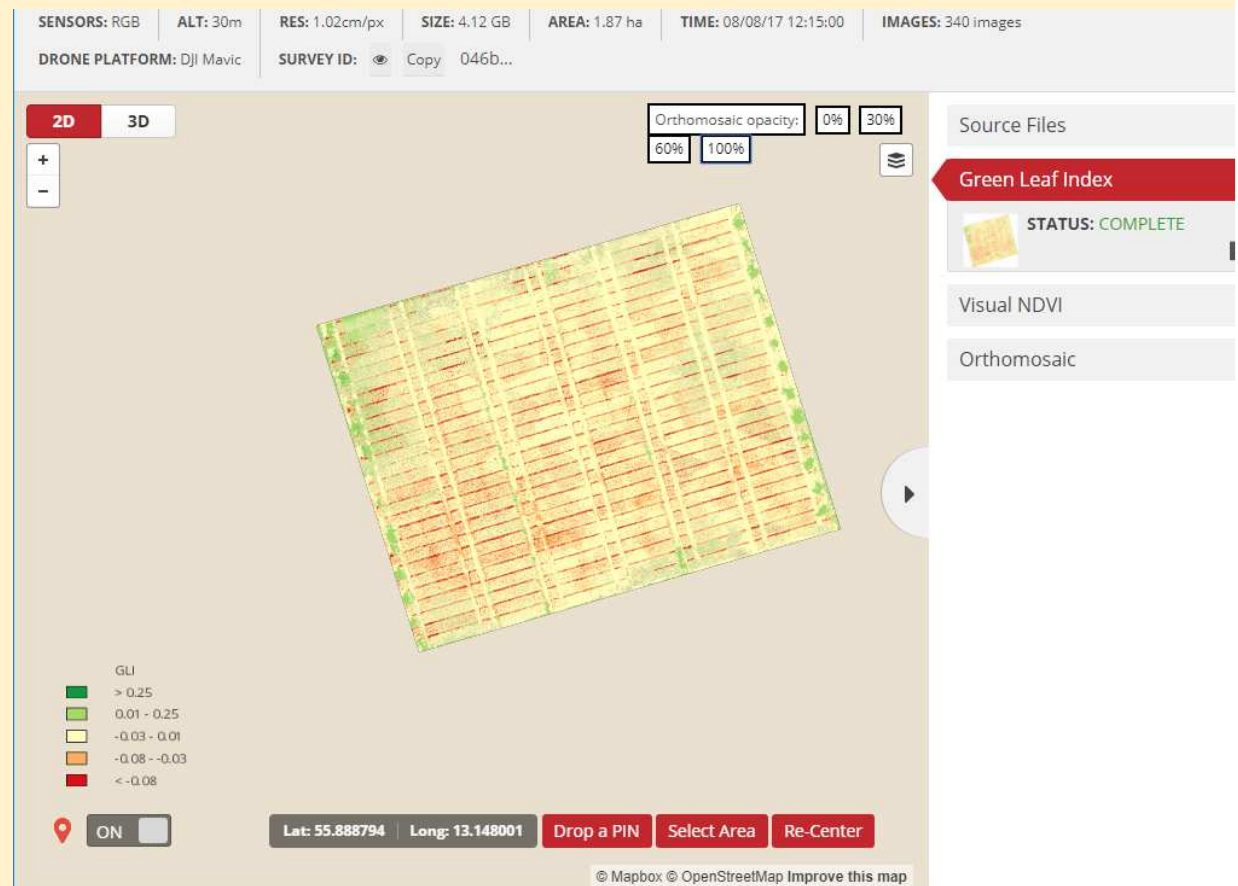 SENSORS: RGB ALT: 30m RES: 1.02cm/px SIZE: 4.12 GB AREA: 1.87 ha TIME: 08/08/17 12:15:00 IMAGES: 340 images
DRONE PLATFORM: DJI Mavic SURVEY ID: Copy 046b...
2D 3D
+
−
Orthomosaic opacity: 0% 30%
60% 100%
Source Files
Green Leaf Index
STATUS: COMPLETE
Visual NDVI
Orthomosaic
GLI
> 0.25
0.01 - 0.25
-0.03 - 0.01
-0.08 - -0.03
< -0.08
ON
Lat: 55.888794 Long: 13.148001 Drop a PIN Select Area Re-Center
© Mapbox © OpenStreetMap Improve this map